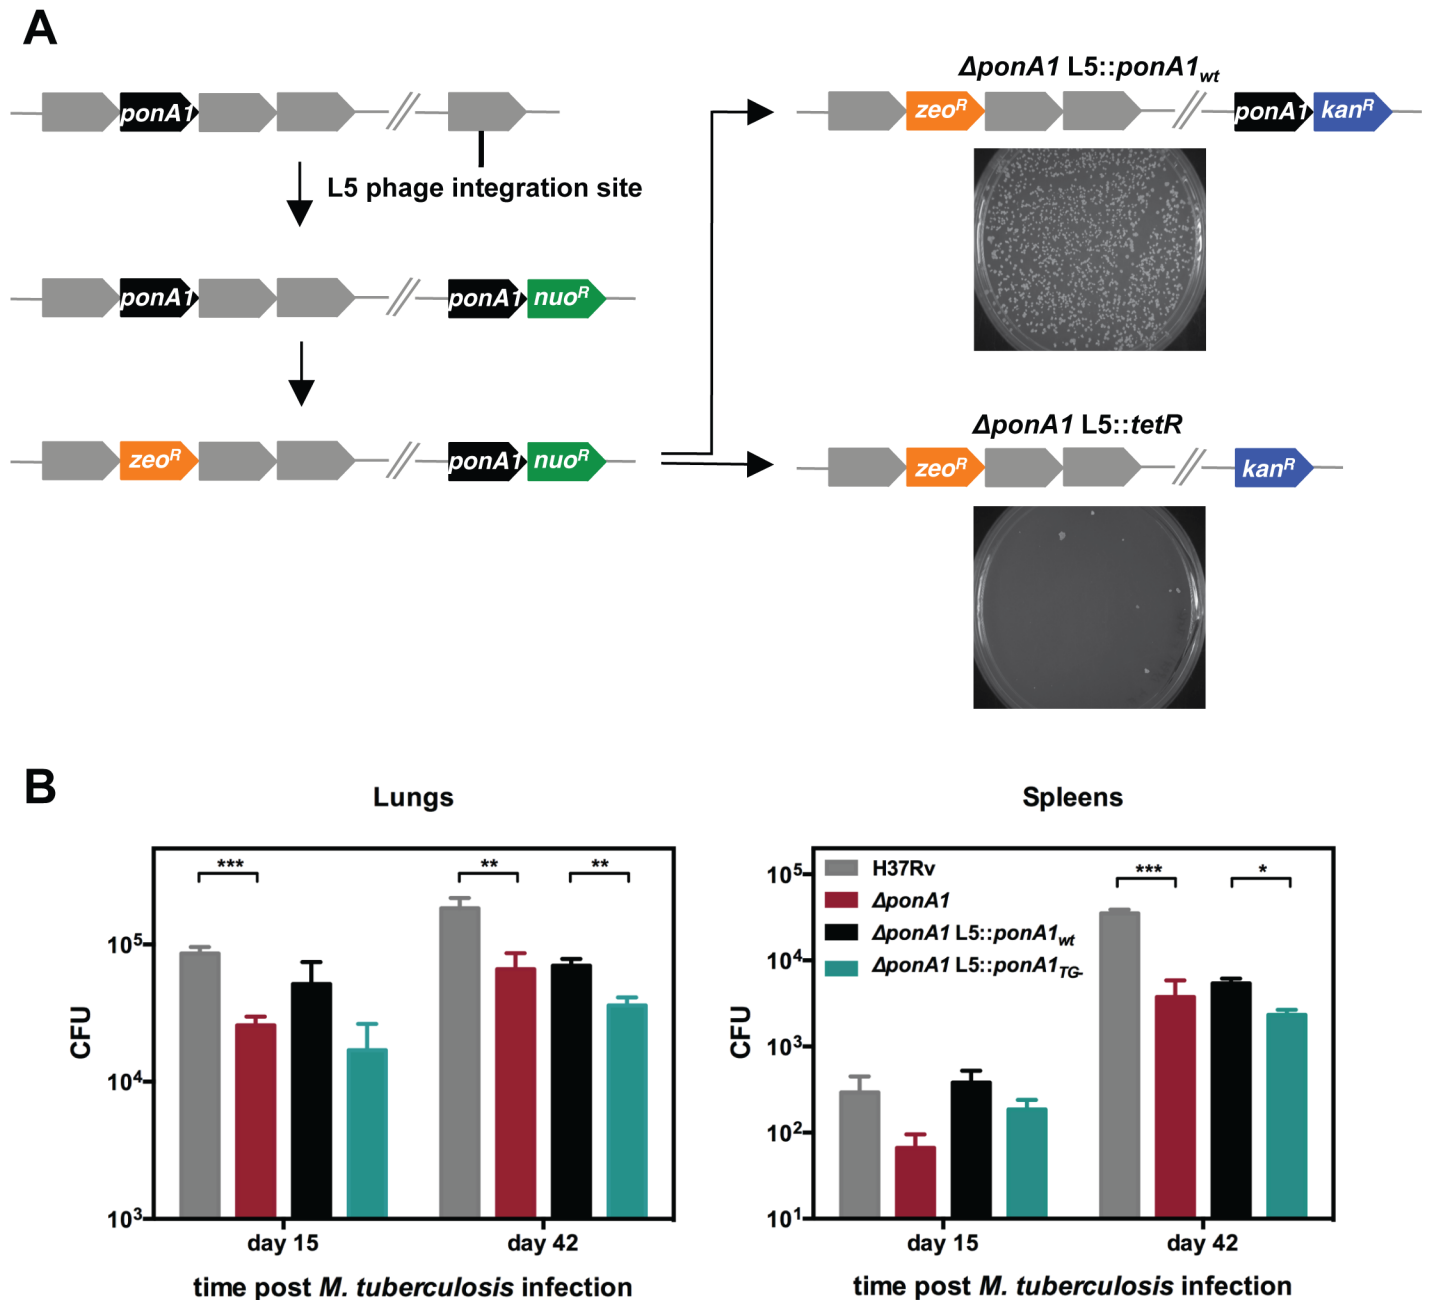 A
ponA1
L5 phage integration site
ponA1 ponA1 nuoR
zeoR ponA1 nuoR
ΔponA1 L5::ponA1wt
zeoR ponA1 kanR
ΔponA1 L5::tetR
zeoR kanR
B
Lungs
*** ** **
CFU
10⁵
10⁴
10³
day 15 day 42
time post M. tuberculosis infection
Spleens
H37Rv
ΔponA1
ΔponA1 L5::ponA1wt
ΔponA1 L5::ponA1TG-
*** *
CFU
10⁵
10⁴
10³
10²
10¹
day 15 day 42
time post M. tuberculosis infection